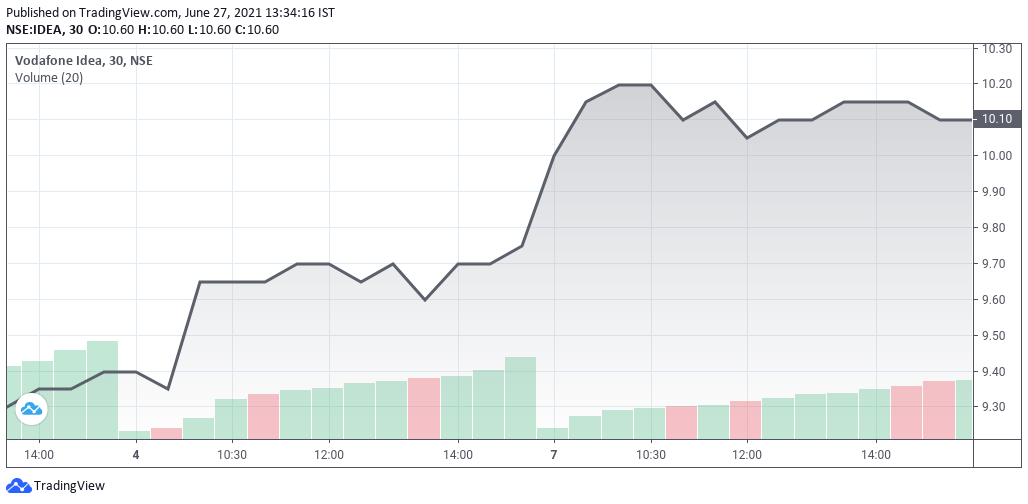 Published on TradingView.com, June 27, 2021 13:34:16 IST
NSE:IDEA, 30 O:10.60 H:10.60 L:10.60 C:10.60
Vodafone Idea, 30, NSE
Volume (20)
10.30
10.20
10.10
10.00
9.90
9.80
9.70
9.60
9.50
9.40
9.30
14:00 4 10:30 12:00 14:00 7 10:30 12:00 14:00
TradingView